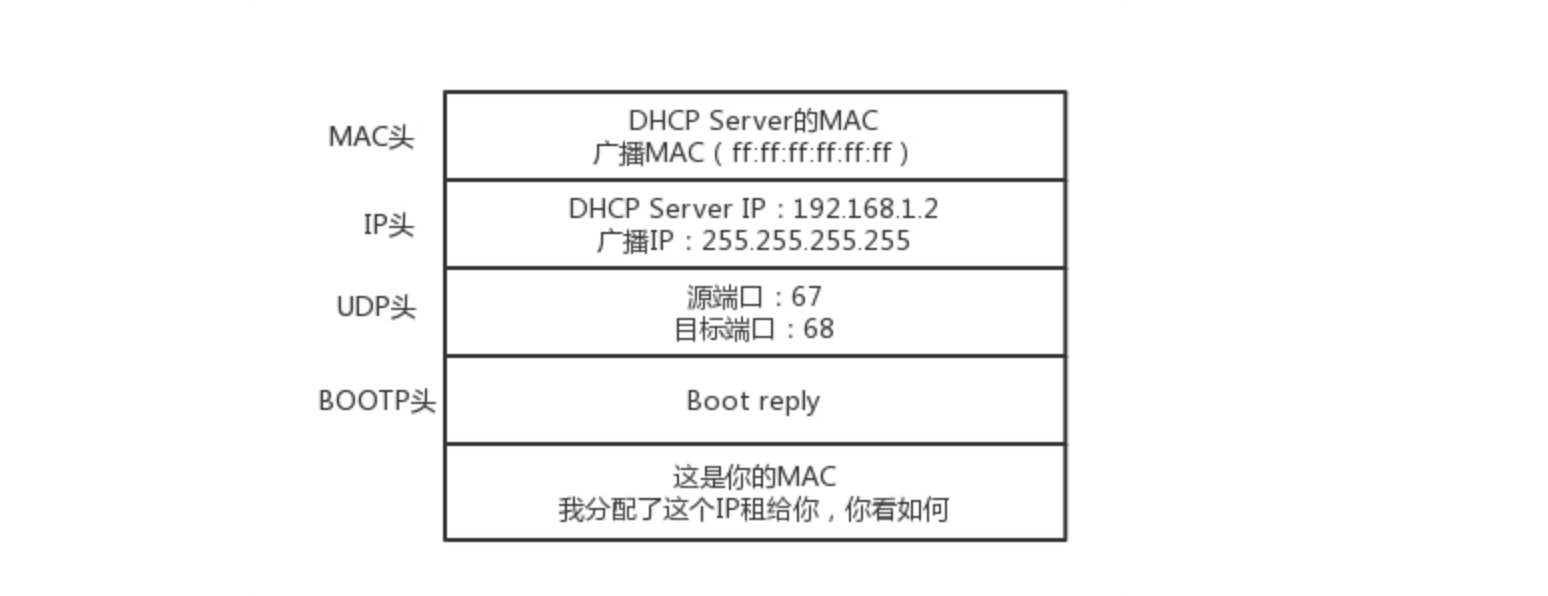 MAC头
DHCP Server的MAC
广播MAC（ff:ff:ff:ff:ff:ff）
IP头
DHCP Server IP：192.168.1.2
广播IP：255.255.255.255
UDP头
源端口：67
目标端口：68
BOOTP头
Boot reply
这是你的MAC
我分配了这个IP租给你，你看如何